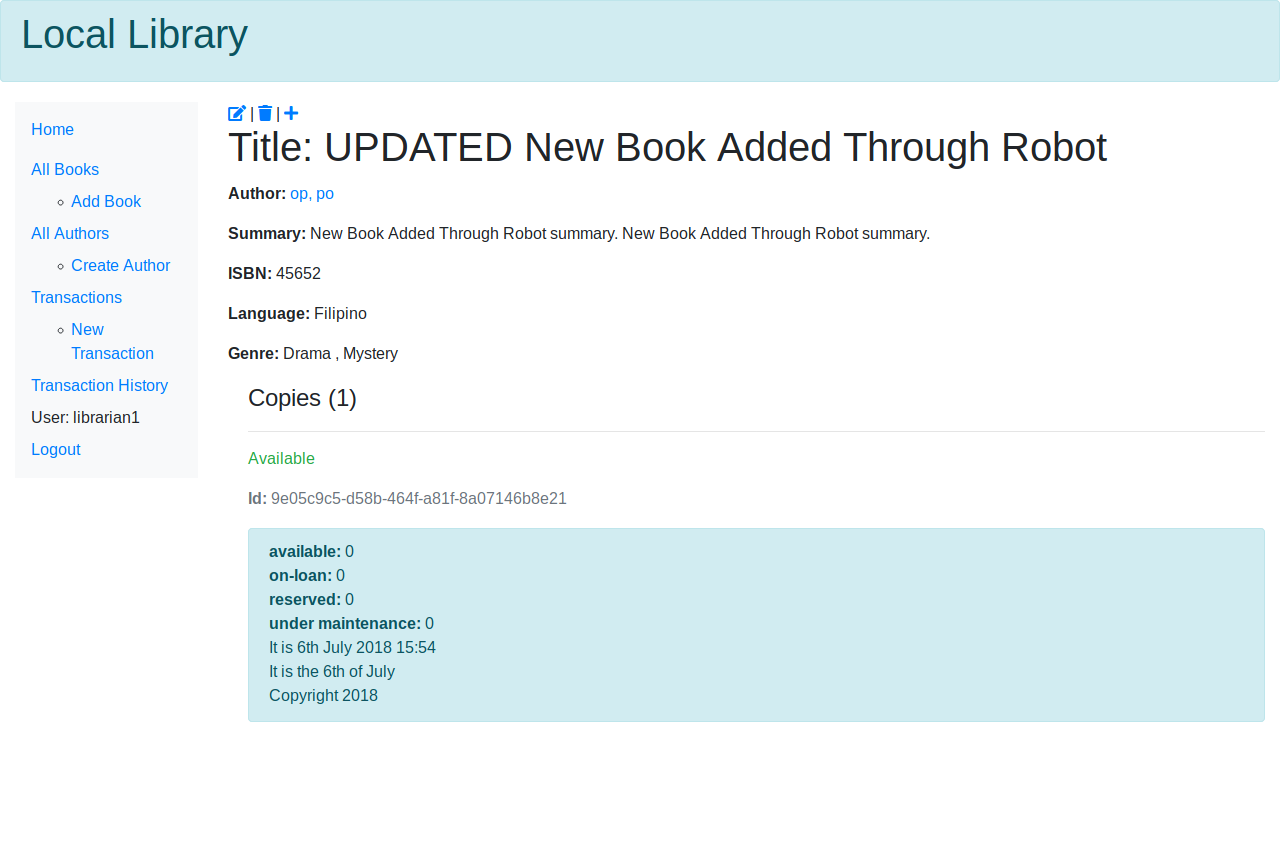 Local Library
Home
All Books
Add Book
All Authors
Create Author
Transactions
New
Transaction
Transaction History
User: librarian1
Logout
| |
Title: UPDATED New Book Added Through Robot
Author: op, po
Summary: New Book Added Through Robot summary. New Book Added Through Robot summary.
ISBN: 45652
Language: Filipino
Genre: Drama , Mystery
Copies (1)
Available
Id: 9e05c9c5-d58b-464f-a81f-8a07146b8e21
available: 0
on-loan: 0
reserved: 0
under maintenance: 0
It is 6th July 2018 15:54
It is the 6th of July
Copyright 2018